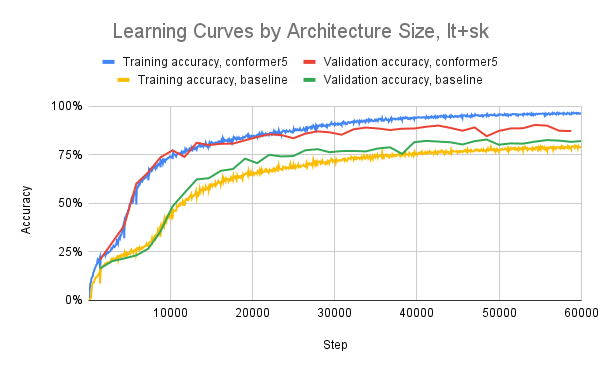 Learning Curves by Architecture Size, lt+sk
Training accuracy, conformer5 Validation accuracy, conformer5
Training accuracy, baseline Validation accuracy, baseline
100%
75%
50%
25%
0%
Accuracy
10000 20000 30000 40000 50000 60000
Step